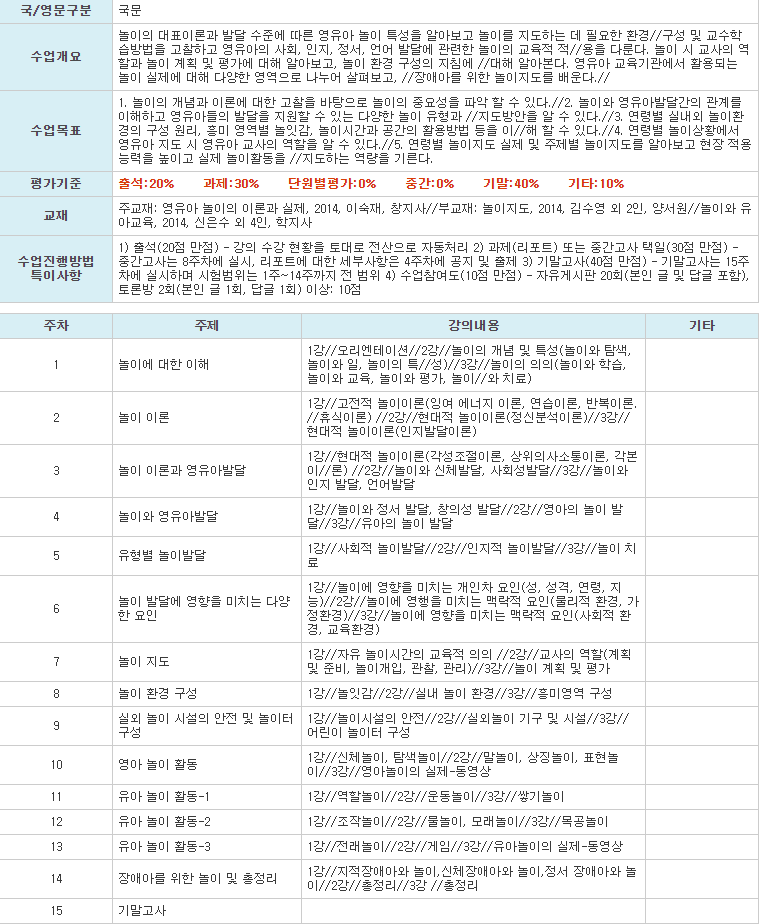 국/영문구분 국문
수업개요
놀이의 대표이론과 발달 수준에 따른 영유아 놀이 특성을 알아보고 놀이를 지도하는 데 필요한 환경//구성 및 교수학
습방법을 고찰하고 영유아의 사회, 인지, 정서, 언어 발달에 관련한 놀이의 교육적 적//용을 다룬다. 놀이 시 교사의 역
할과 놀이 계획 및 평가에 대해 알아보고, 놀이 환경 구성의 지침에 //대해 알아본다. 영유아 교육기관에서 활용되는
놀이 실제에 대해 다양한 영역으로 나누어 살펴보고, //장애아를 위한 놀이지도를 배운다.//
수업목표
1. 놀이의 개념과 이론에 대한 고찰을 바탕으로 놀이의 중요성을 파악 할 수 있다.//2. 놀이와 영유아발달간의 관계를
이해하고 영유아들의 발달을 지원할 수 있는 다양한 놀이 유형과 //지도방안을 알 수 있다.//3. 연령별 실내외 놀이환
경의 구성 원리, 흥미 영역별 놀잇감, 놀이시간과 공간의 활용방법 등을 이//해 할 수 있다.//4. 연령별 놀이상황에서
영유아 지도 시 영유아 교사의 역할을 알 수 있다.//5. 연령별 놀이지도 실제 및 주제별 놀이지도를 알아보고 현장 적용
능력을 높이고 실제 놀이활동을 //지도하는 역량을 기른다.
평가기준 출석:20% 과제:30% 단원별평가:0% 중간:0% 기말:40% 기타:10%
교재
주교재: 영유아 놀이의 이론과 실제, 2014, 이숙재, 창지사//부교재: 놀이지도, 2014, 김수영 외 2인, 양서원//놀이와 유
아교육, 2014, 신은수 외 4인, 학지사
수업진행방법
특이사항
1) 출석(20점 만점) - 강의 수강 현황을 토대로 전산으로 자동처리 2) 과제(리포트) 또는 중간고사 택일(30점 만점) -
중간고사는 8주차에 실시, 리포트에 대한 세부사항은 4주차에 공지 및 출제 3) 기말고사(40점 만점) - 기말고사는 15주
차에 실시하며 시험범위는 1주~14주까지 전 범위 4) 수업참여도(10점 만점) - 자유게시판 20회(본인 글 및 답글 포함),
토론방 2회(본인 글 1회, 답글 1회) 이상: 10점
주차 주제 강의내용 기타
1 놀이에 대한 이해
1강//오리엔테이션//2강//놀이의 개념 및 특성(놀이와 탐색,
놀이와 일, 놀이의 특//성)//3강//놀이의 의의(놀이와 학습,
놀이와 교육, 놀이와 평가, 놀이//와 치료)
2 놀이 이론
1강//고전적 놀이이론(잉여 에너지 이론, 연습이론, 반복이론,
//휴식이론) //2강//현대적 놀이이론(정신분석이론)//3강//
현대적 놀이이론(인지발달이론)
3 놀이 이론과 영유아발달
1강//현대적 놀이이론(각성조절이론, 상위의사소통이론, 각본
이//론) //2강//놀이와 신체발달, 사회성발달//3강//놀이와
인지 발달, 언어발달
4 놀이와 영유아발달
1강//놀이와 정서 발달, 창의성 발달//2강//영아의 놀이 발
달//3강//유아의 놀이 발달
5 유형별 놀이발달
1강//사회적 놀이발달//2강//인지적 놀이발달//3강//놀이 치
료
6
놀이 발달에 영향을 미치는 다양
한 요인
1강//놀이에 영향을 미치는 개인차 요인(성, 성격, 연령, 지
능)//2강//놀이에 영행을 미치는 맥락적 요인(물리적 환경, 가
정환경)//3강//놀이에 영향을 미치는 맥락적 요인(사회적 환
경, 교육환경)
7 놀이 지도
1강//자유 놀이시간의 교육적 의의 //2강//교사의 역할(계획
및 준비, 놀이개입, 관찰, 관리)//3강//놀이 계획 및 평가
8 놀이 환경 구성 1강//놀잇감//2강//실내 놀이 환경//3강//흥미영역 구성
9
실외 놀이 시설의 안전 및 놀이터
구성
1강//놀이시설의 안전//2강//실외놀이 기구 및 시설//3강//
어린이 놀이터 구성
10 영아 놀이 활동
1강//신체놀이, 탐색놀이//2강//말놀이, 상징놀이, 표현놀
이//3강//영아놀이의 실제-동영상
11 유아 놀이 활동-1 1강//역할놀이//2강//운동놀이//3강//쌓기놀이
12 유아 놀이 활동-2 1강//조작놀이//2강//물놀이, 모래놀이//3강//목공놀이
13 유아 놀이 활동-3 1강//전래놀이//2강//게임//3강//유아놀이의 실제-동영상
14 장애아를 위한 놀이 및 총정리
1강//지적장애아와 놀이,신체장애아와 놀이,정서 장애아와 놀
이//2강//총정리//3강 //총정리
15 기말고사